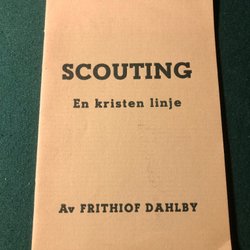 SCOUTING
En kristen linje
Av FRITHIOF DAHLBY